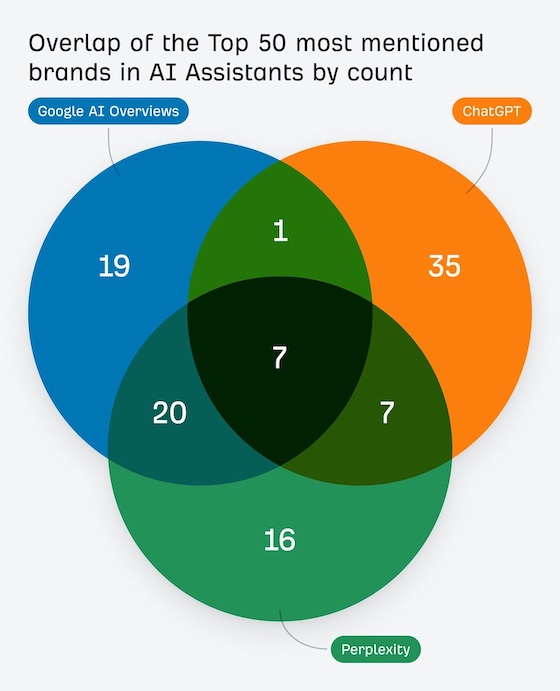 Overlap of the Top 50 most mentioned
brands in AI Assistants by count
Google AI Overviews
ChatGPT
1
19
35
7
20
7
16
Perplexity